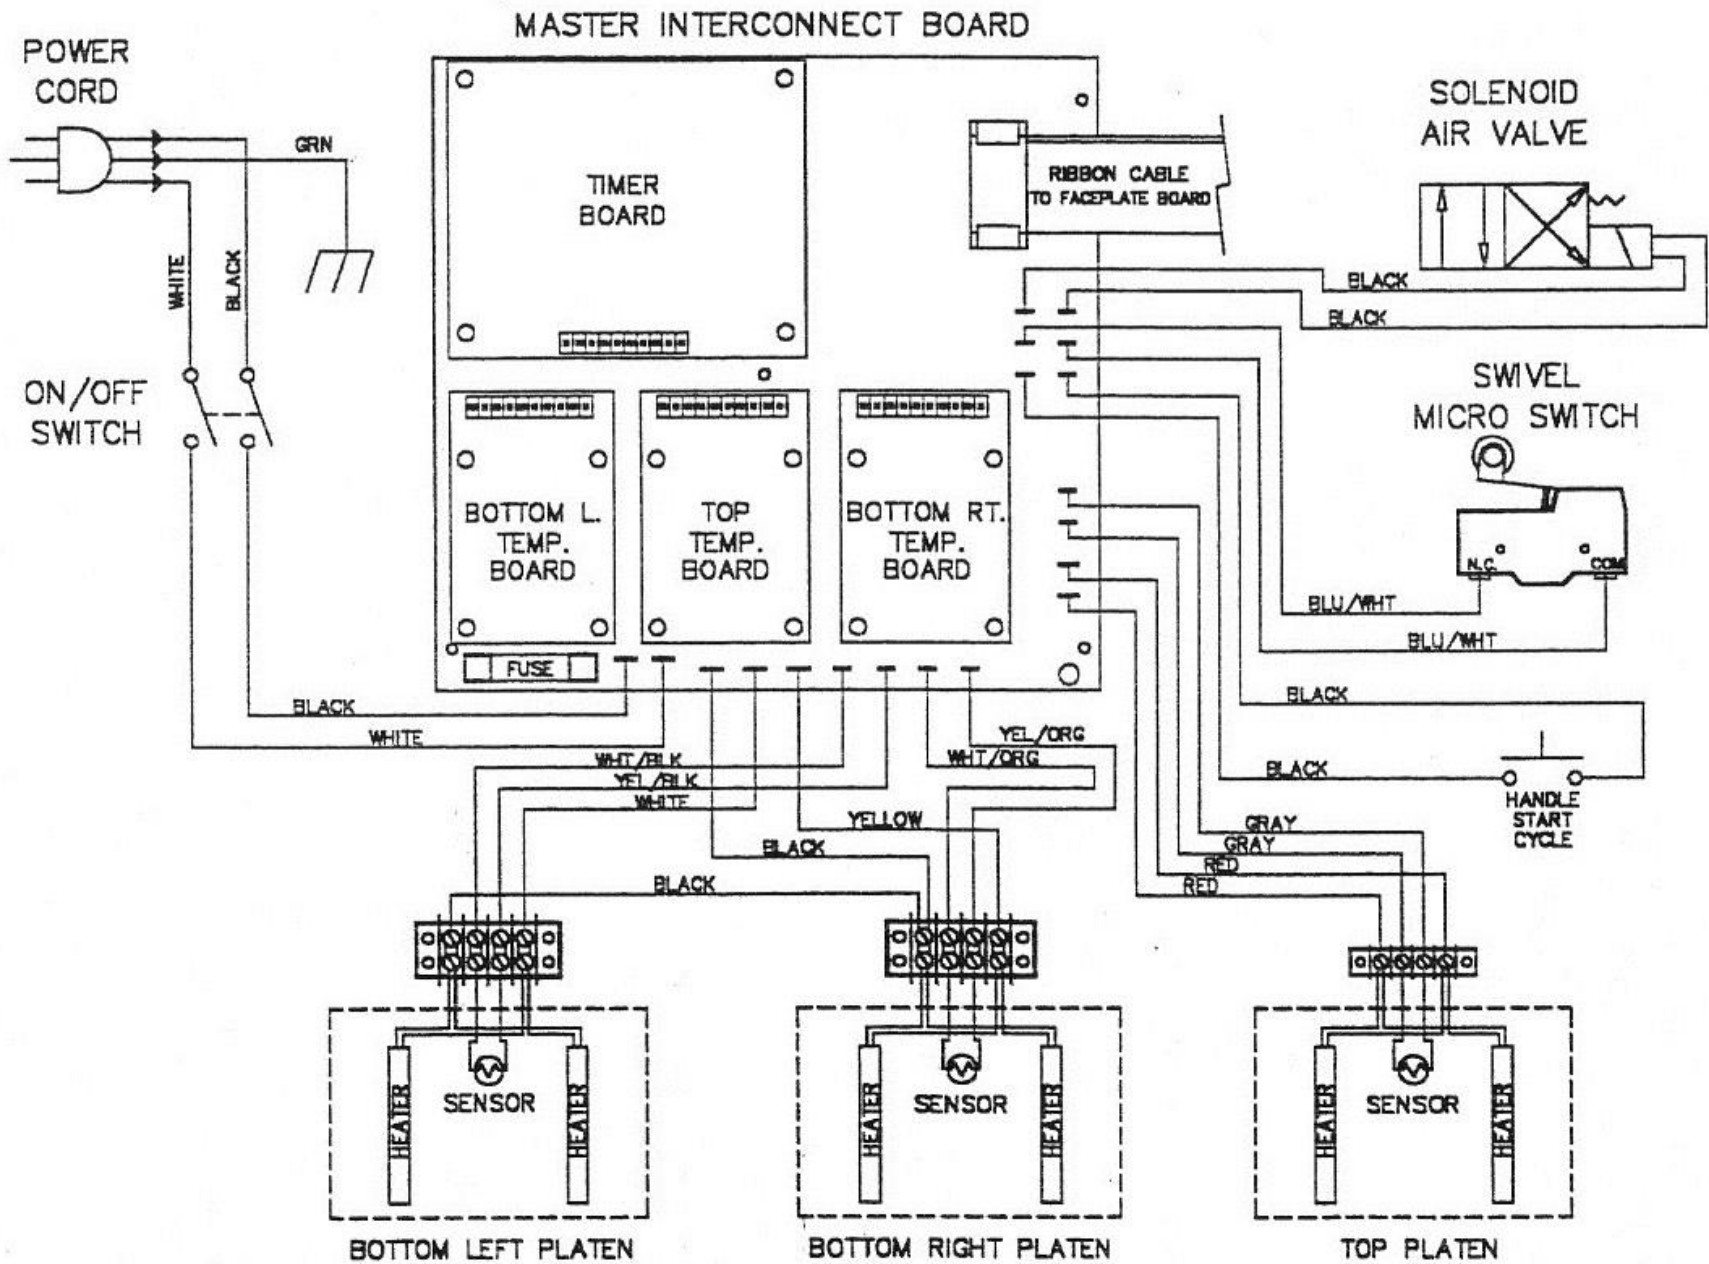 MASTER INTERCONNECT BOARD
POWER
CORD
GRN
WHITE
BLACK
ON/OFF
SWITCH
TIMER
BOARD
RIBBON CABLE
TO FACEPLATE BOARD
SOLENOID
AIR VALVE
BLACK
BLACK
SWIVEL
MICRO SWITCH
N.C.
COM
BLU/WHT
BLU/WHT
BOTTOM L.
TEMP.
BOARD
TOP
TEMP.
BOARD
BOTTOM RT.
TEMP.
BOARD
FUSE
BLACK
WHITE
WHT/BLK
YEL/BLK
WHITE
YEL/ORG
WHT/ORG
YELLOW
BLACK
BLACK
BLACK
BLACK
HANDLE
START
CYCLE
GRAY
GRAY
RED
RED
HEATER
SENSOR
HEATER
BOTTOM LEFT PLATEN
HEATER
SENSOR
HEATER
BOTTOM RIGHT PLATEN
HEATER
SENSOR
HEATER
TOP PLATEN